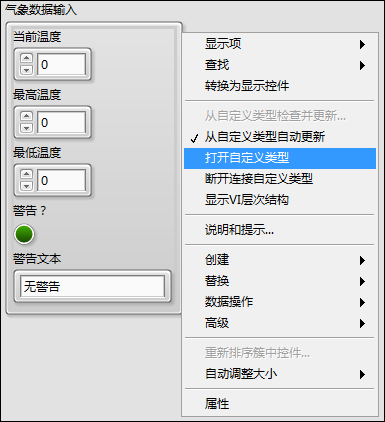 气象数据输入
当前温度
0
最高温度
0
最低温度
0
警告？
警告文本
无警告
显示项
查找
转换为显示控件
从自定义类型检查并更新...
从自定义类型自动更新
打开自定义类型
断开连接自定义类型
显示VI层次结构
说明和提示...
创建
替换
数据操作
高级
重新排序簇中控件...
自动调整大小
属性